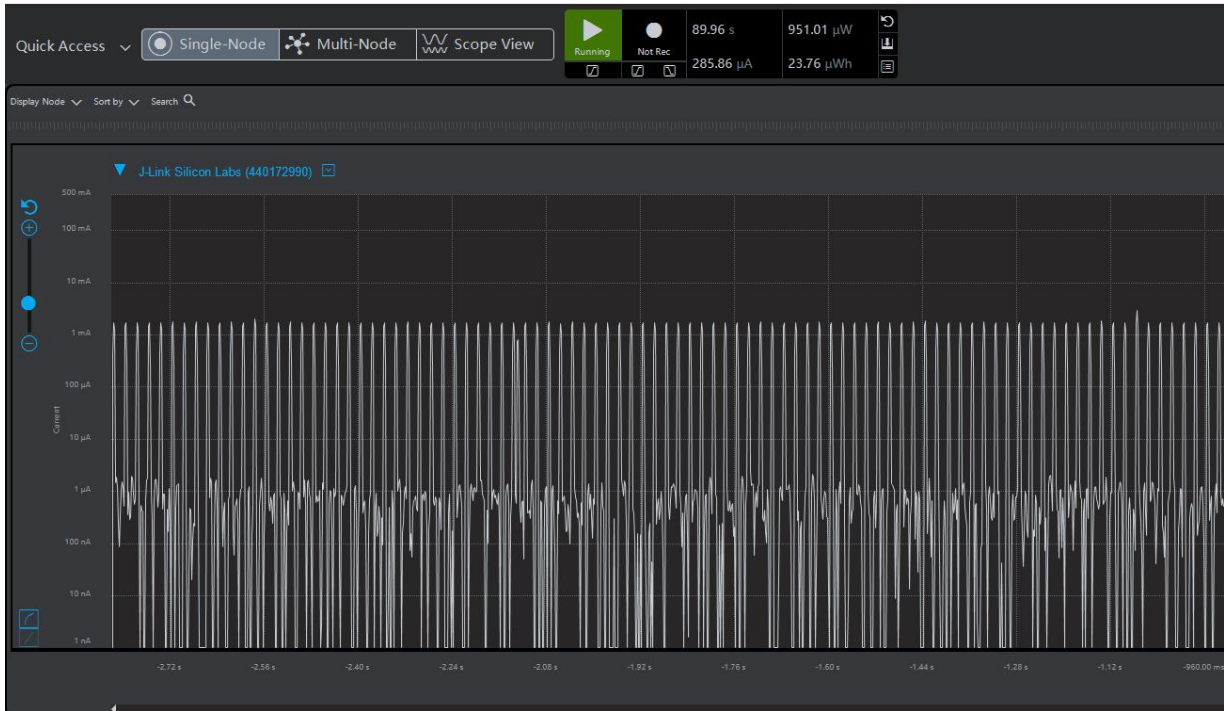 Quick Access
Single-Node
Multi-Node
Scope View
Running
Not Rec
89.96 s
951.01 µW
285.86 µA
23.76 µWh
Display Node
Sort by
Search
J-Link Silicon Labs (440172990)
500 mA
100 mA
10 mA
1 mA
100 µA
10 µA
1 µA
100 nA
10 nA
1 nA
Current
-2.72 s
-2.56 s
-2.40 s
-2.24 s
-2.08 s
-1.92 s
-1.76 s
-1.60 s
-1.44 s
-1.28 s
-1.12 s
-960.00 ms